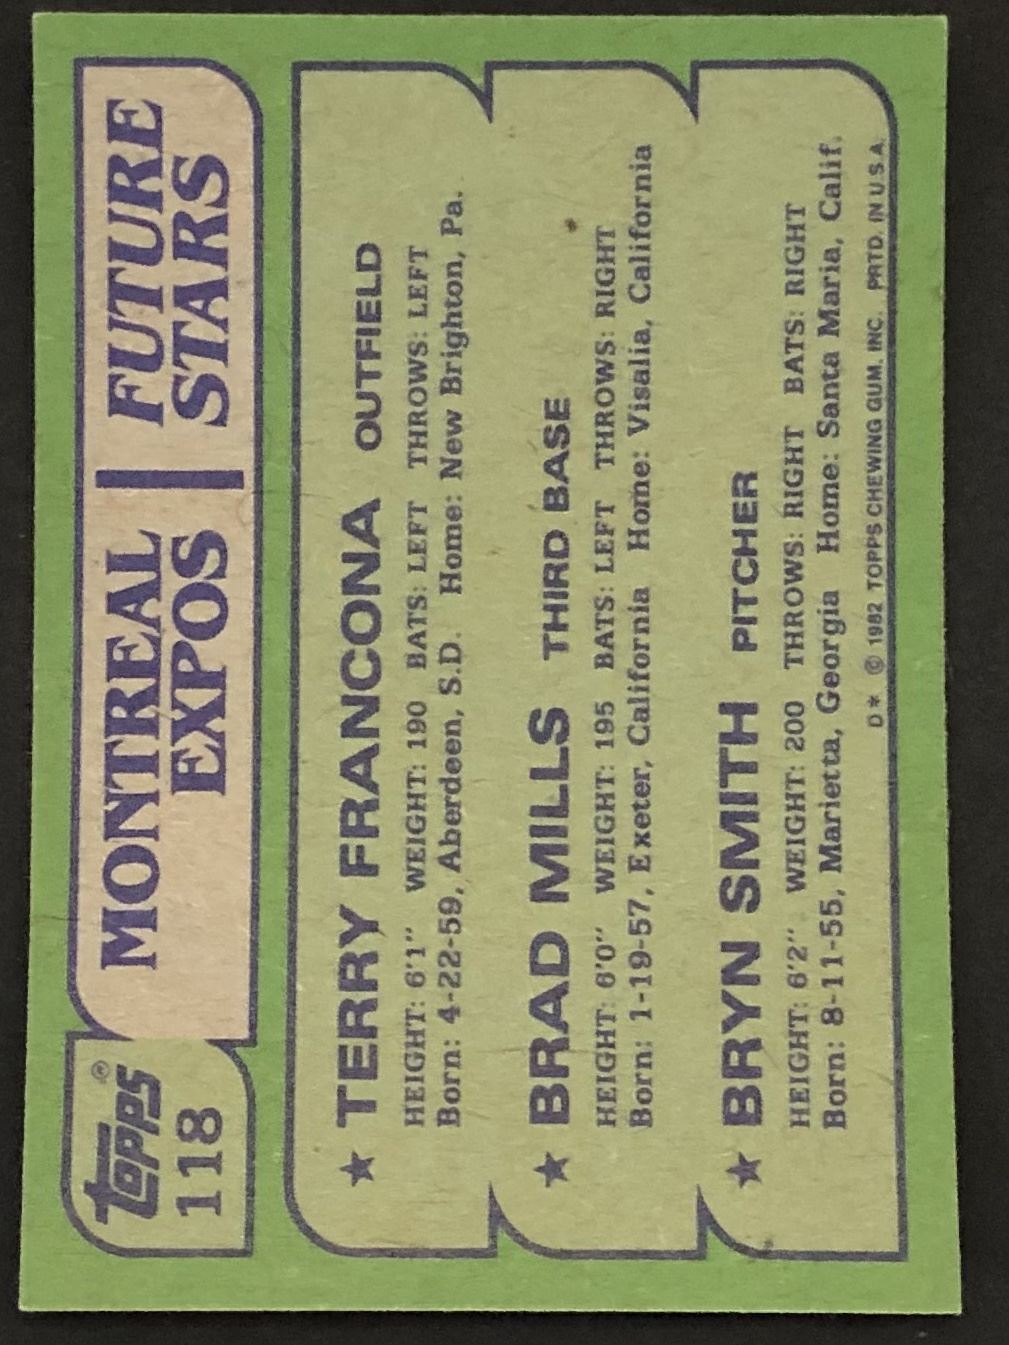 topps®
118
MONTREAL EXPOS | FUTURE STARS
★ TERRY FRANCONA OUTFIELD
HEIGHT: 6'1" WEIGHT: 190 BATS: LEFT THROWS: LEFT
Born: 4-22-59, Aberdeen, S.D. Home: New Brighton, Pa.
★ BRAD MILLS THIRD BASE
HEIGHT: 6'0" WEIGHT: 195 BATS: LEFT THROWS: RIGHT
Born: 1-19-57, Exeter, California Home: Visalia, California
★ BRYN SMITH PITCHER
HEIGHT: 6'2" WEIGHT: 200 THROWS: RIGHT BATS: RIGHT
Born: 8-11-55, Marietta, Georgia Home: Santa Maria, Calif.
D* © 1982 TOPPS CHEWING GUM, INC. PRTD. IN U.S.A.